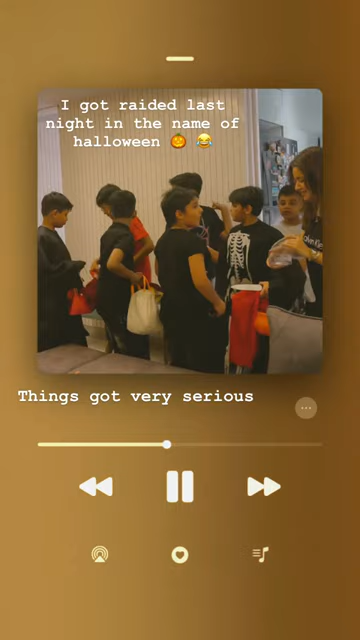 I got raided last
night in the name of
halloween 🎃 😂
Things got very serious